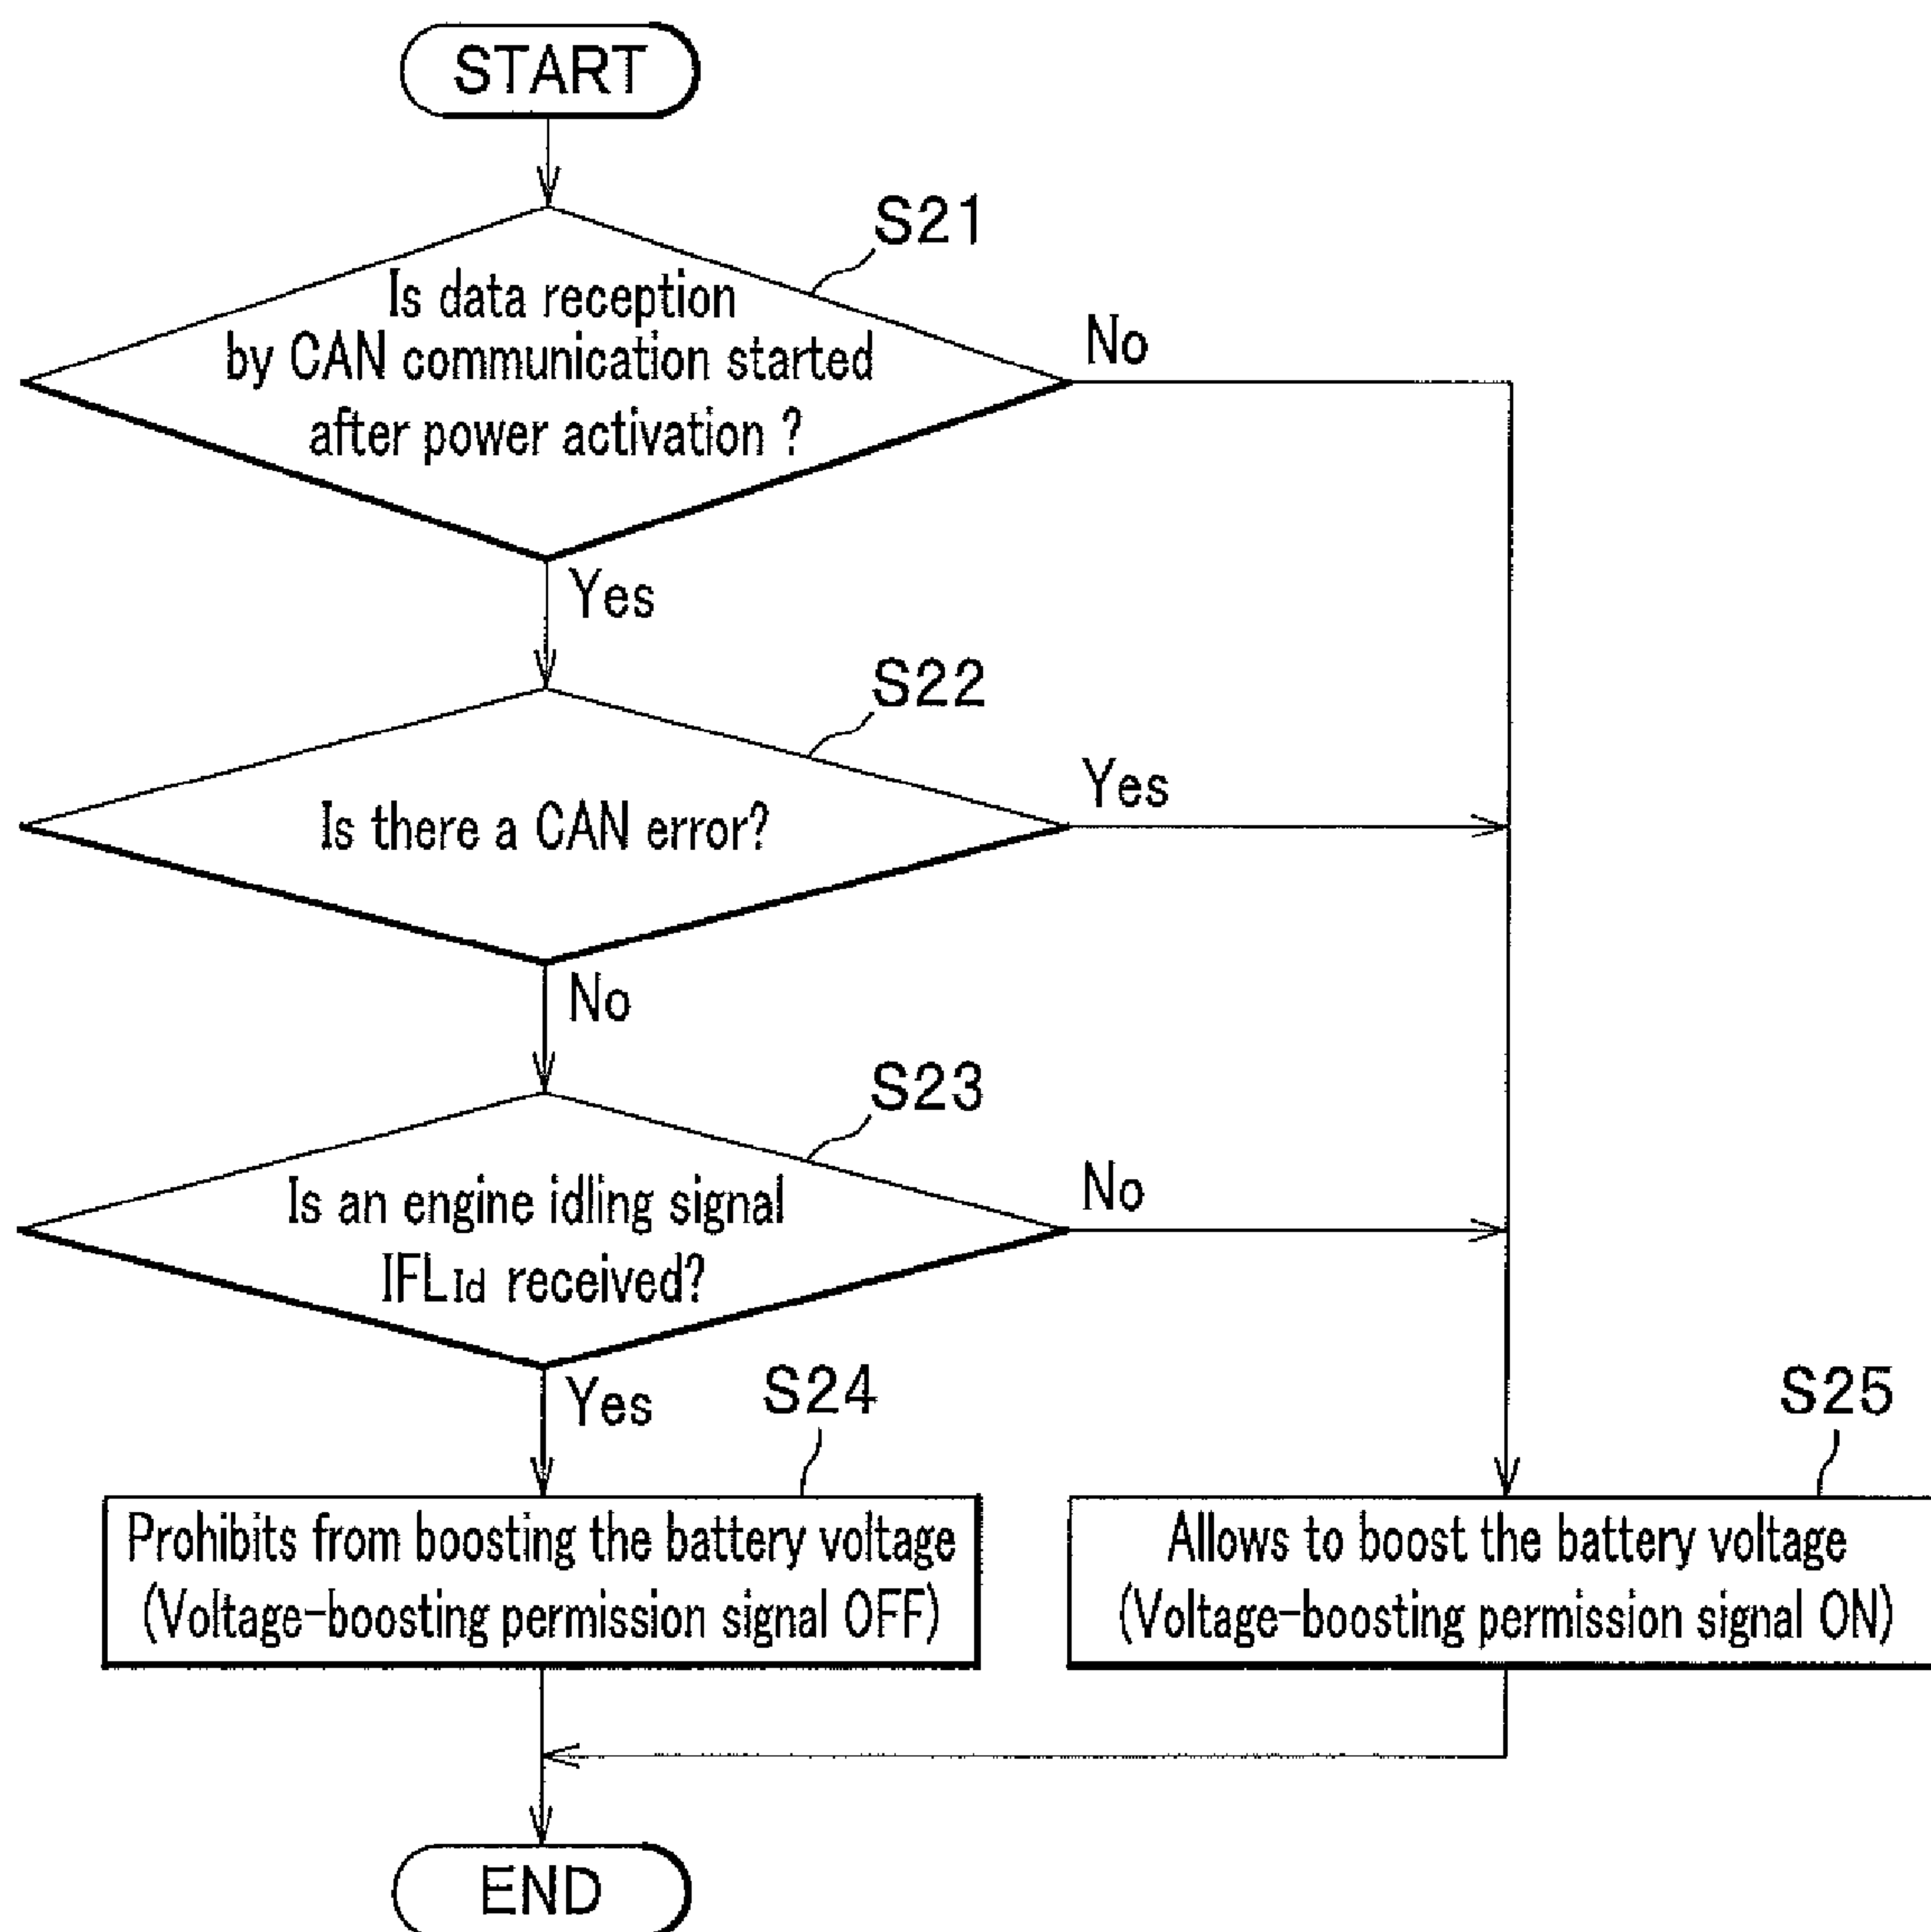 START
S21
Is data reception
by CAN communication started
after power activation ?
No
Yes
S22
Is there a CAN error?
Yes
No
S23
Is an engine idling signal
IFLId received?
No
Yes
S24
S25
Prohibits from boosting the battery voltage
(Voltage-boosting permission signal OFF)
Allows to boost the battery voltage
(Voltage-boosting permission signal ON)
END